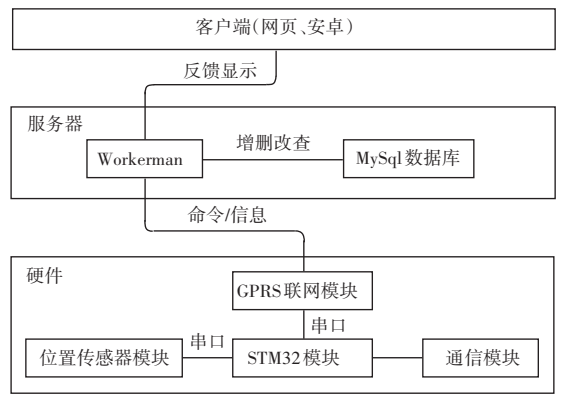 客户端(网页、安卓)
反馈显示
服务器
增删改查
Workerman
MySql数据库
命令/信息
硬件
GPRS联网模块
串口
串口
位置传感器模块
STM32模块
通信模块